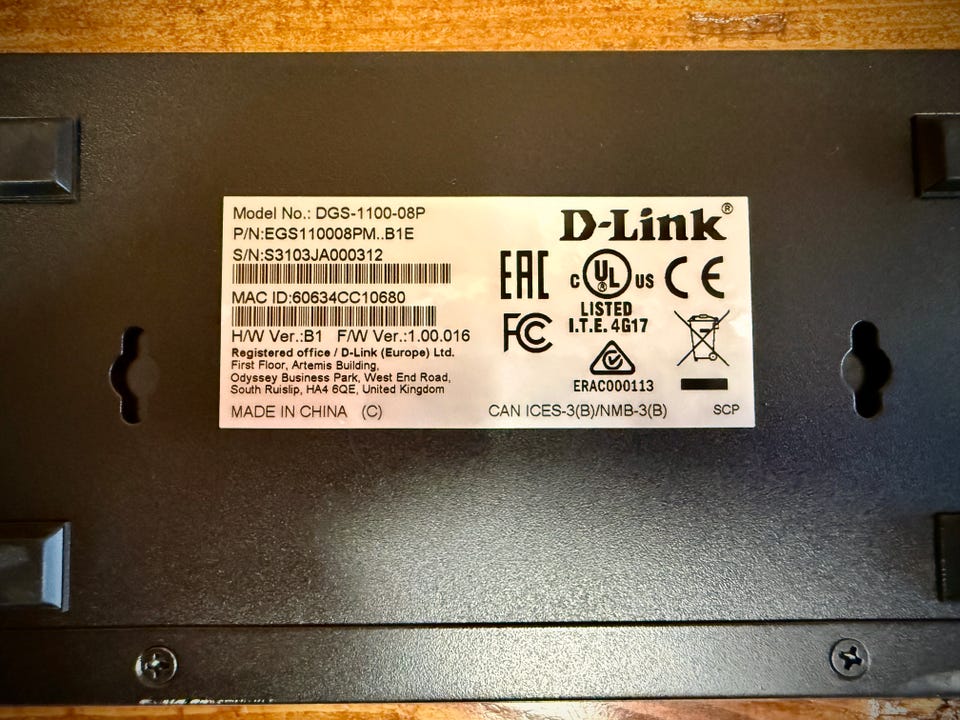 Model No.: DGS-1100-08P
P/N:EGS110008PM..B1E
S/N:S3103JA000312
MAC ID:60634CC10680
H/W Ver.:B1 F/W Ver.:1.00.016
Registered office / D-Link (Europe) Ltd.
First Floor, Artemis Building,
Odyssey Business Park, West End Road,
South Ruislip, HA4 6QE, United Kingdom
MADE IN CHINA (C)
D-Link®
EAC
C UL US
CE
LISTED
I.T.E. 4G17
FC
ERAC000113
CAN ICES-3(B)/NMB-3(B)
SCP